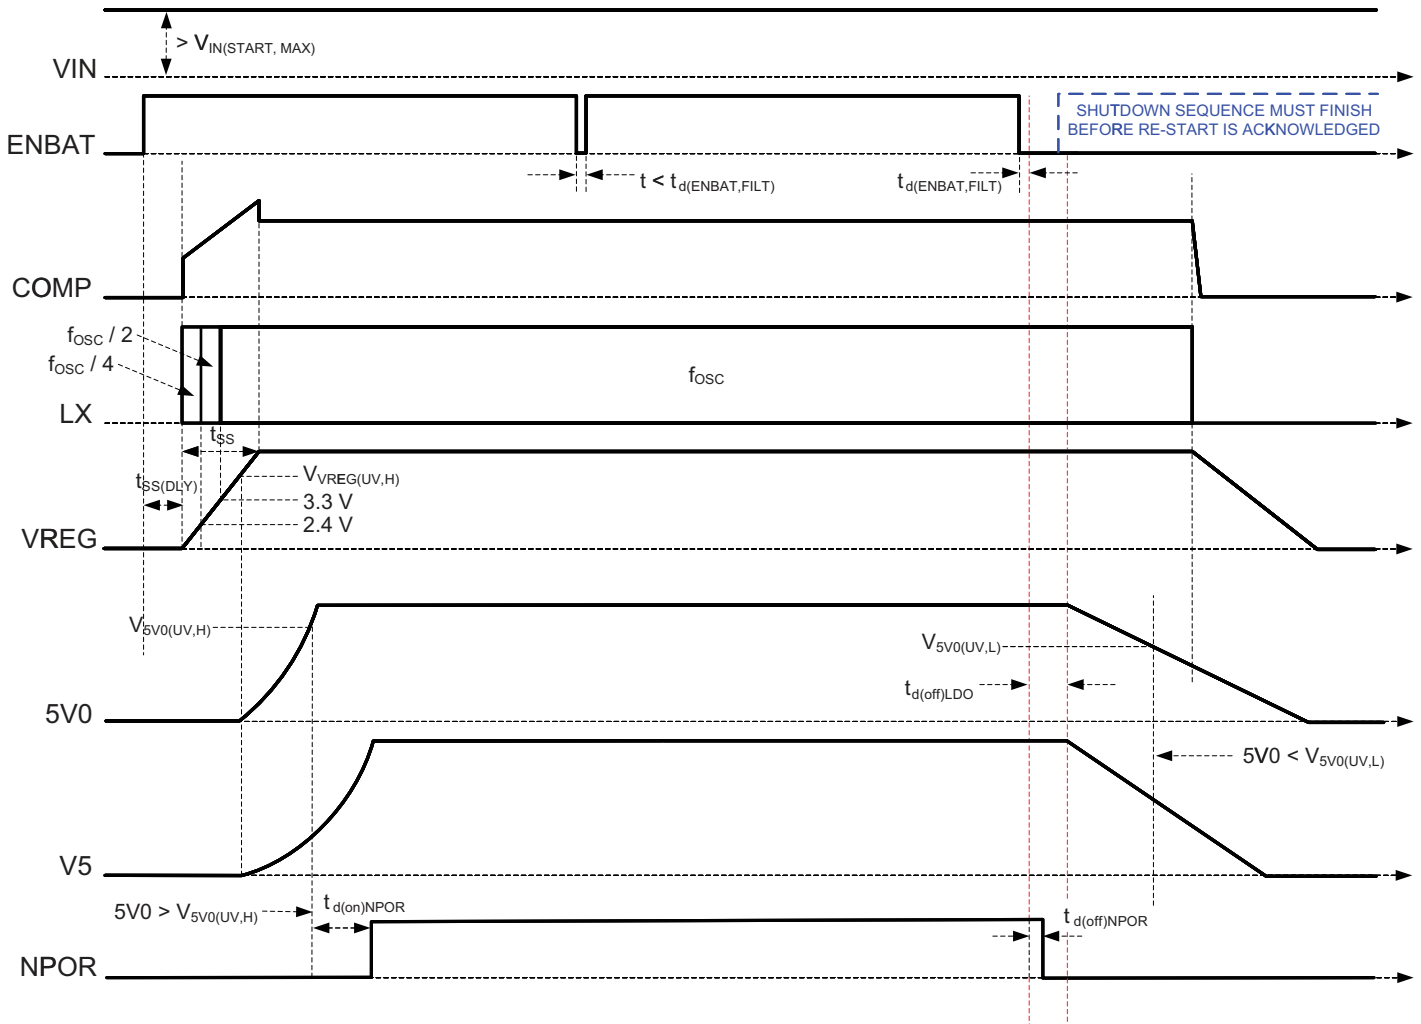 > VIN(START, MAX)
VIN
SHUTDOWN SEQUENCE MUST FINISH
BEFORE RE-START IS ACKNOWLEDGED
ENBAT
t < td(ENBAT,FILT)
td(ENBAT,FILT)
COMP
fOSC / 2
fOSC / 4
fOSC
LX
tSS
VVREG(UV,H)
tSS(DLY)
3.3 V
2.4 V
VREG
V5V0(UV,H)
V5V0(UV,L)
td(off)LDO
5V0
5V0 < V5V0(UV,L)
V5
5V0 > V5V0(UV,H)
td(on)NPOR
td(off)NPOR
NPOR